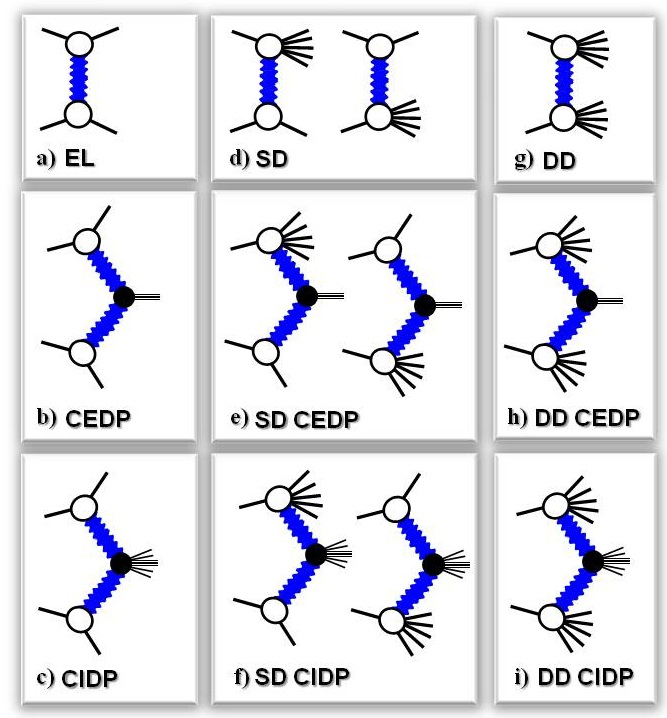 a) EL
d) SD
g) DD
b) CEDP
e) SD CEDP
h) DD CEDP
c) CIDP
f) SD CIDP
i) DD CIDP